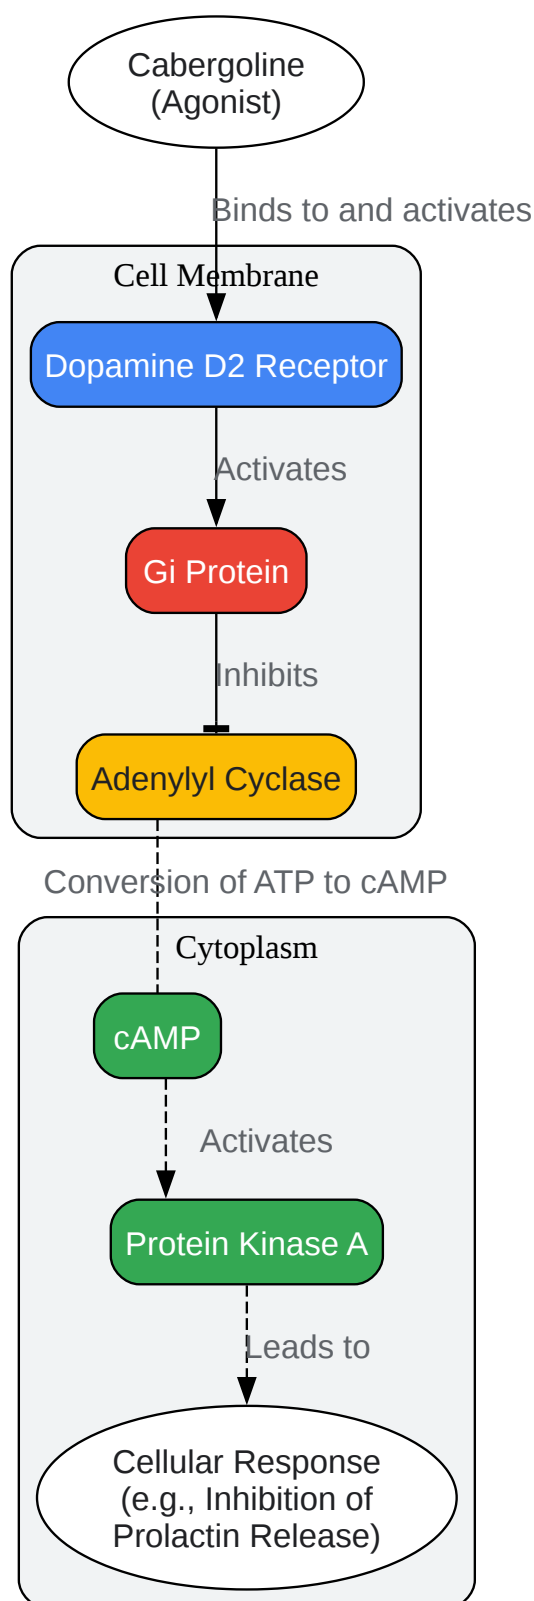 Cabergoline
(Agonist)
Binds to and activates
Cell Membrane
Dopamine D2 Receptor
Activates
Gi Protein
Inhibits
Adenylyl Cyclase
Conversion of ATP to cAMP
Cytoplasm
cAMP
Activates
Protein Kinase A
Leads to
Cellular Response
(e.g., Inhibition of
Prolactin Release)